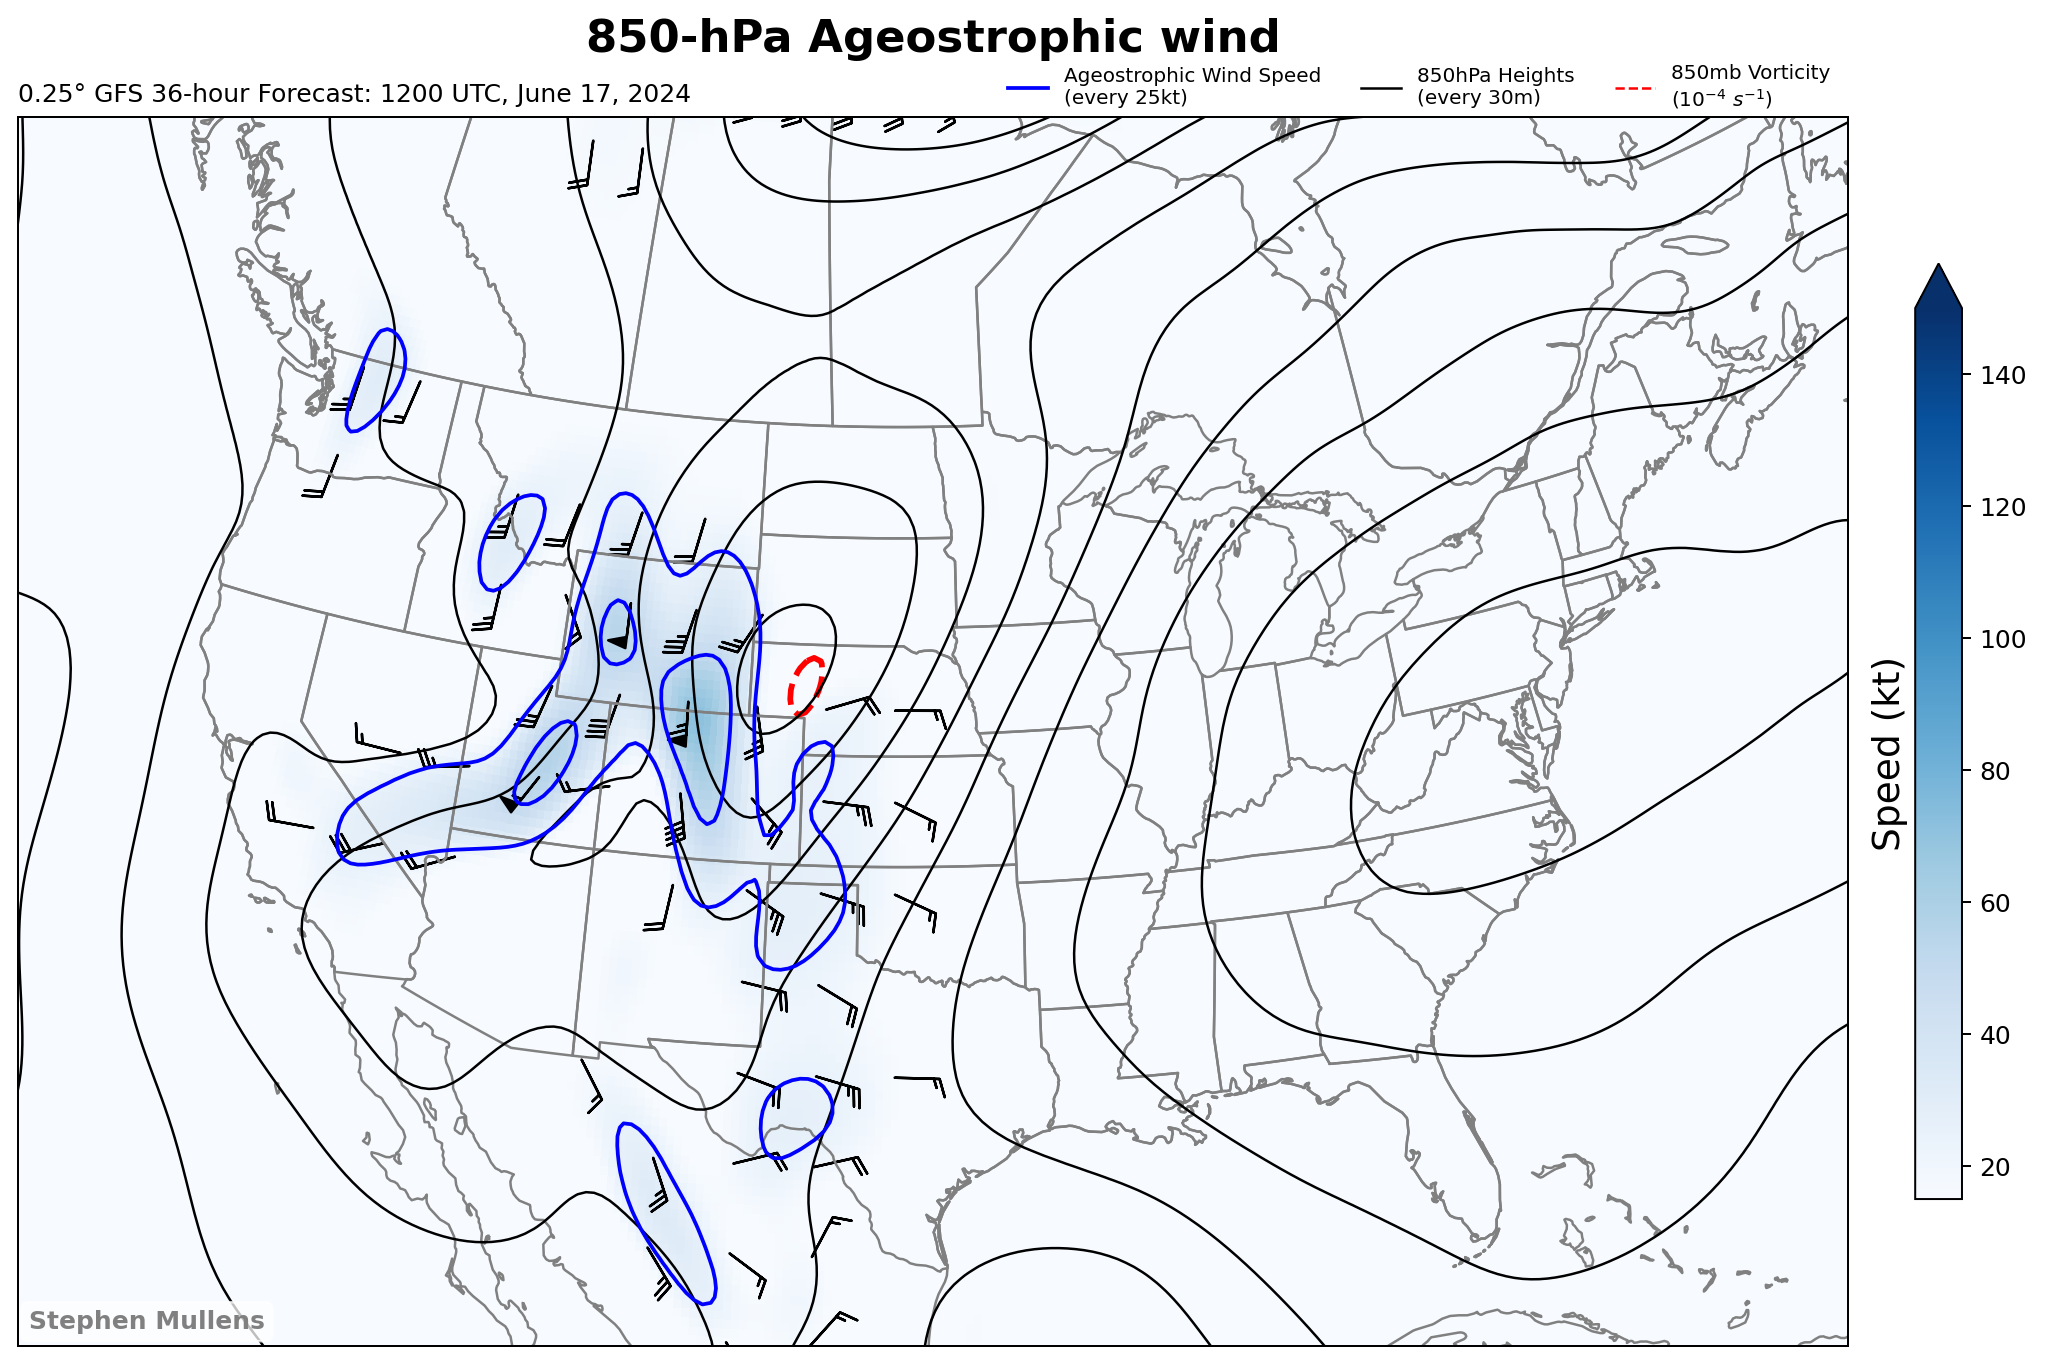 850-hPa Ageostrophic wind
0.25° GFS 36-hour Forecast: 1200 UTC, June 17, 2024
Ageostrophic Wind Speed
(every 25kt)
850hPa Heights
(every 30m)
850mb Vorticity
(10⁻⁴ s⁻¹)
140
120
100
80
60
40
20
Speed (kt)
Stephen Mullens